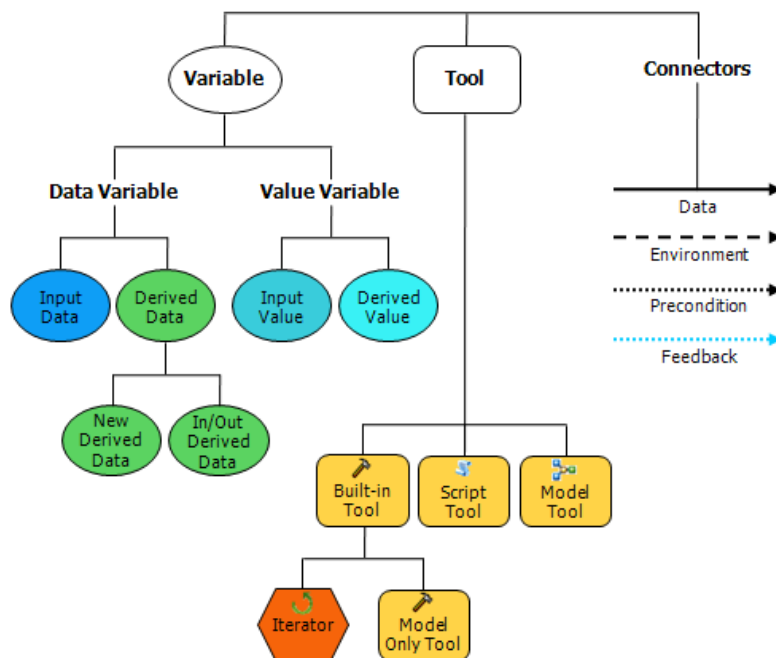 Variable
Tool
Connectors
Data Variable
Value Variable
Data
Environment
Precondition
Feedback
Input
Data
Derived
Data
Input
Value
Derived
Value
New
Derived
Data
In/Out
Derived
Data
Built-in
Tool
Script
Tool
Model
Tool
Iterator
Model
Only Tool